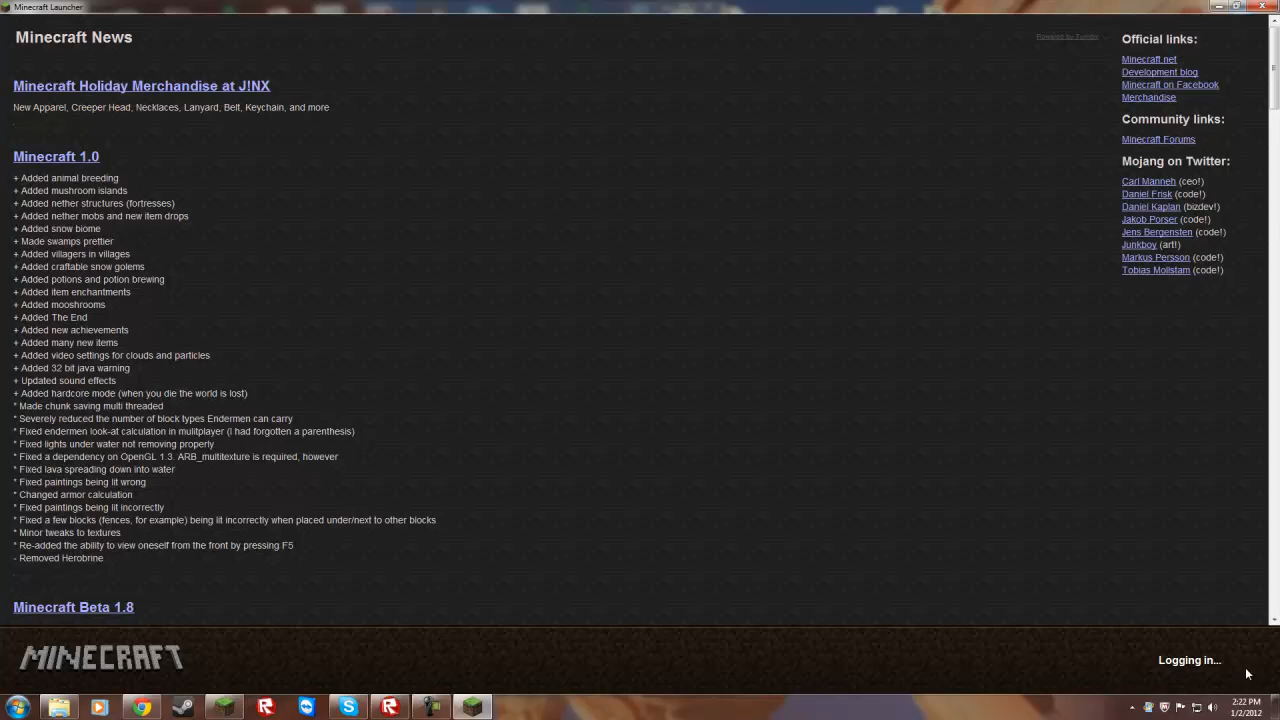 Minecraft Launcher
Minecraft News
Powered by Tumblr
Minecraft Holiday Merchandise at J!NX
New Apparel, Creeper Head, Necklaces, Lanyard, Belt, Keychain, and more
Minecraft 1.0
+ Added animal breeding
+ Added mushroom islands
+ Added nether structures (fortresses)
+ Added nether mobs and new item drops
+ Added snow biome
+ Made swamps prettier
+ Added villagers in villages
+ Added craftable snow golems
+ Added potions and potion brewing
+ Added item enchantments
+ Added mooshrooms
+ Added The End
+ Added new achievements
+ Added many new items
+ Added video settings for clouds and particles
+ Added 32 bit java warning
+ Updated sound effects
+ Added hardcore mode (when you die the world is lost)
* Made chunk saving multi threaded
* Severely reduced the number of block types Endermen can carry
* Fixed endermen look-at calculation in mulitplayer (I had forgotten a parenthesis)
* Fixed lights under water not removing properly
* Fixed a dependency on OpenGL 1.3. ARB_multitexture is required, however
* Fixed lava spreading down into water
* Fixed paintings being lit wrong
* Changed armor calculation
* Fixed paintings being lit incorrectly
* Fixed a few blocks (fences, for example) being lit incorrectly when placed under/next to other blocks
* Minor tweaks to textures
* Re-added the ability to view oneself from the front by pressing F5
- Removed Herobrine
Minecraft Beta 1.8
Official links:
Minecraft.net
Development blog
Minecraft on Facebook
Merchandise
Community links:
Minecraft Forums
Mojang on Twitter:
Carl Manneh (ceo!)
Daniel Frisk (code!)
Daniel Kaplan (bizdev!)
Jakob Porser (code!)
Jens Bergensten (code!)
Junkboy (art!)
Markus Persson (code!)
Tobias Mollstam (code!)
MINECRAFT
Logging in...
2:22 PM
1/2/2012